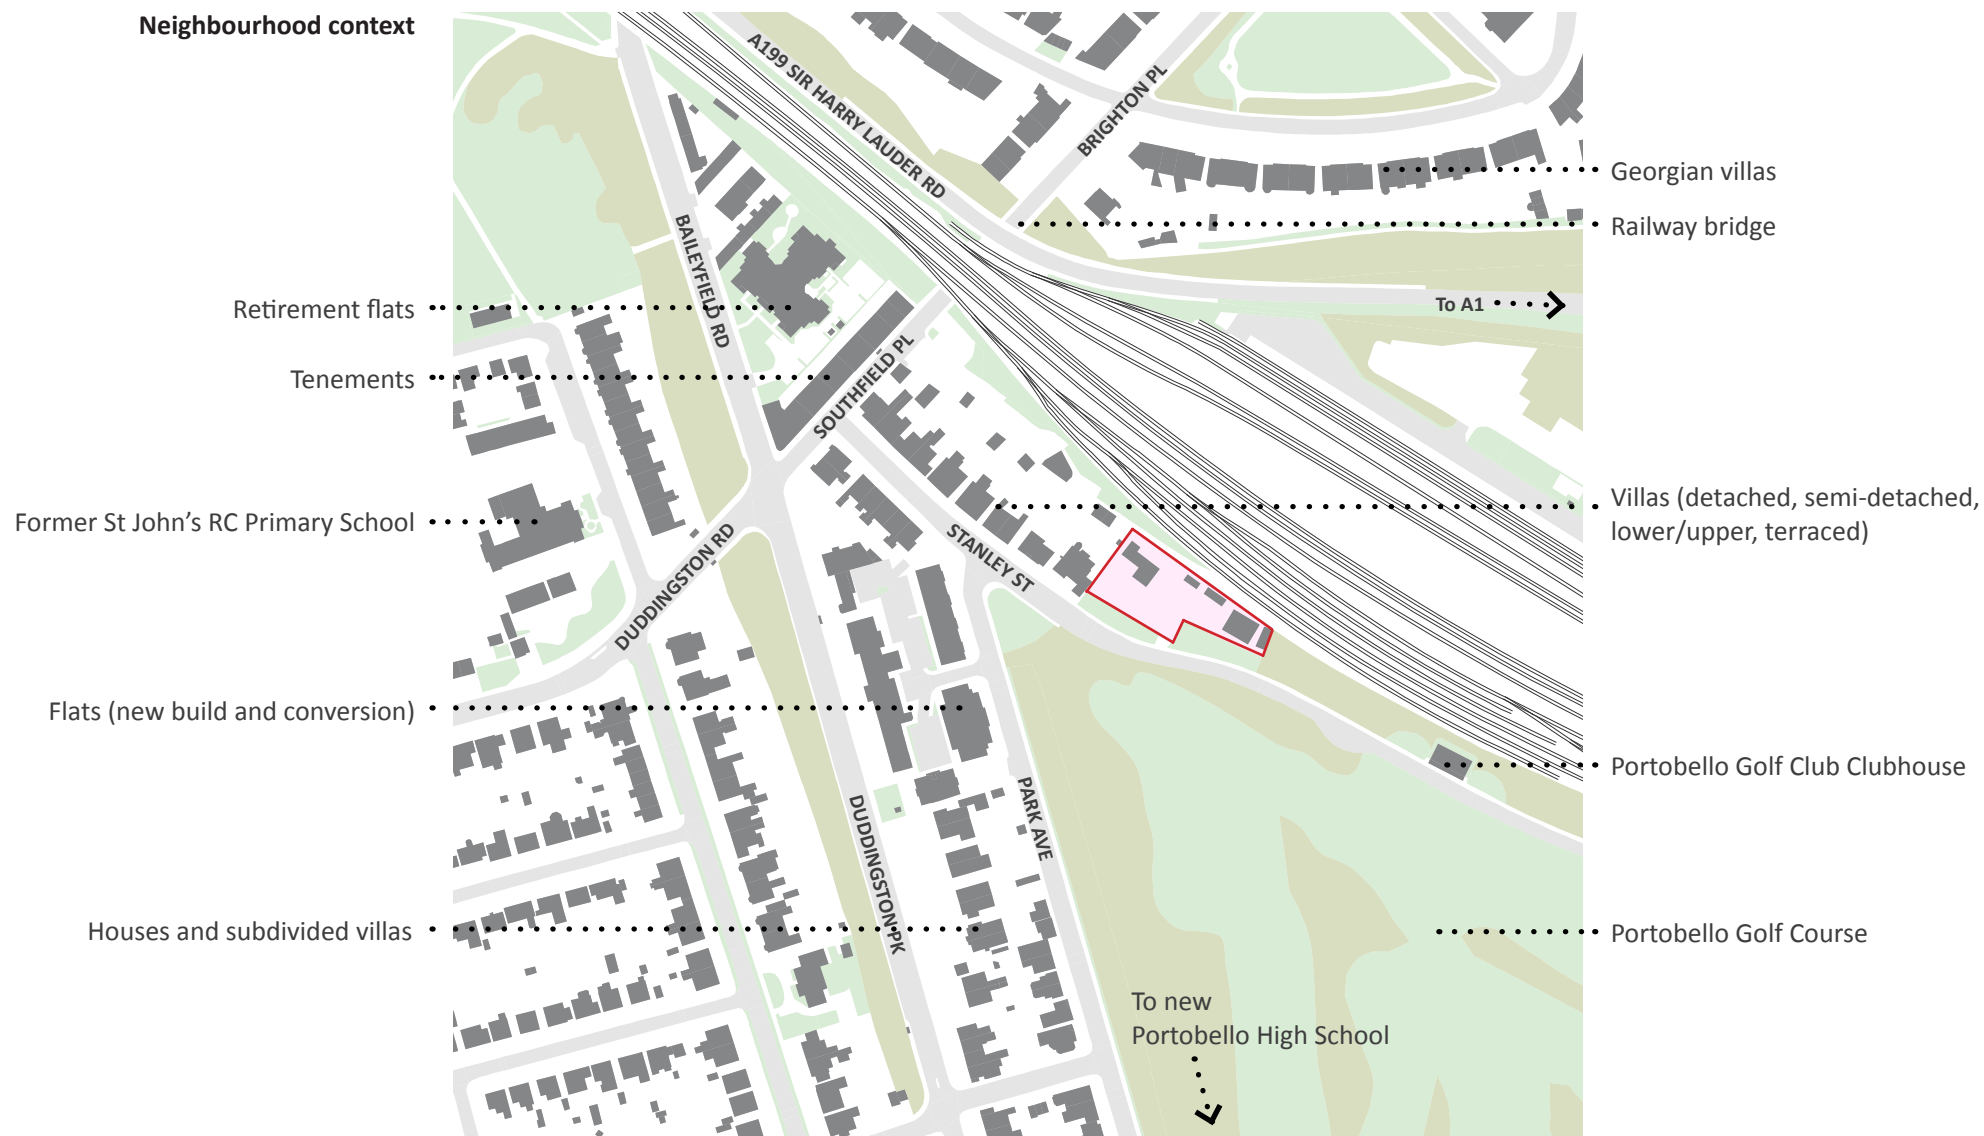 Neighbourhood context
A199 SIR HARRY LAUDER RD
BRIGHTON PL
Georgian villas
Railway bridge
BAILEYFIELD RD
Retirement flats
To A1
Tenements
SOUTHFIELD PL
Former St John’s RC Primary School
Villas (detached, semi-detached,
lower/upper, terraced)
STANLEY ST
DUDDINGSTON RD
Flats (new build and conversion)
Portobello Golf Club Clubhouse
PARK AVE
DUDDINGSTON PK
Houses and subdivided villas
Portobello Golf Course
To new
Portobello High School